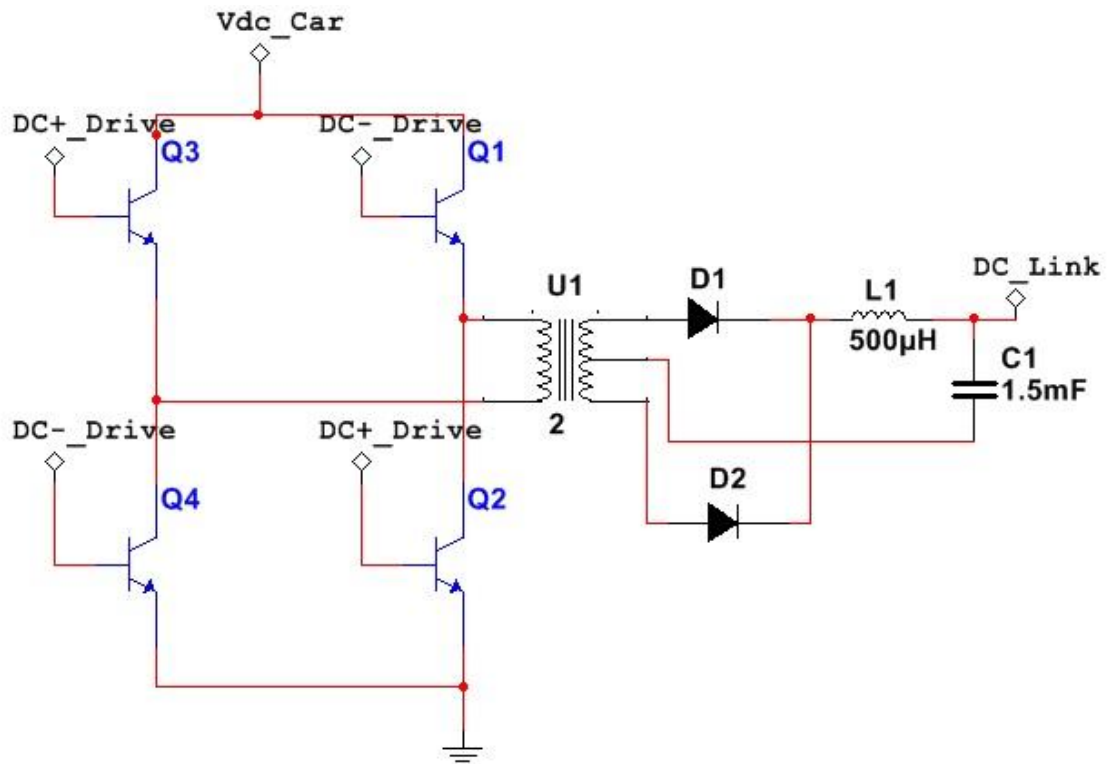 Vdc_Car
DC+_Drive
DC-_Drive
Q3
Q1
U1
D1
L1
DC_Link
500µH
C1
1.5mF
2
DC-_Drive
DC+_Drive
D2
Q4
Q2